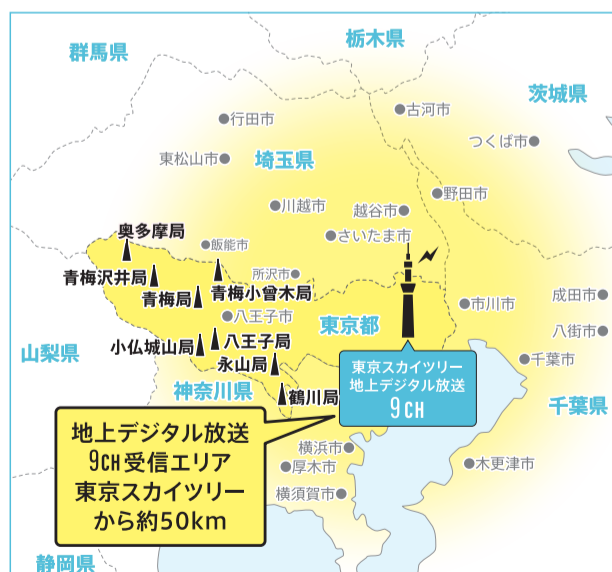 栃木県
群馬県
茨城県
古河市
行田市
つくば市
東松山市
埼玉県
野田市
川越市
越谷市
さいたま市
奥多摩局
飯能市
青梅沢井局
所沢市
青梅小曾木局
青梅局
成田市
市川市
八王子市
東京都
八街市
八王子局
小仏城山局
山梨県
永山局
千葉市
東京スカイツリー
地上デジタル放送
9CH
神奈川県
鶴川局
千葉県
地上デジタル放送
9CH受信エリア
東京スカイツリー
から約50km
横浜市
厚木市
木更津市
横須賀市
静岡県